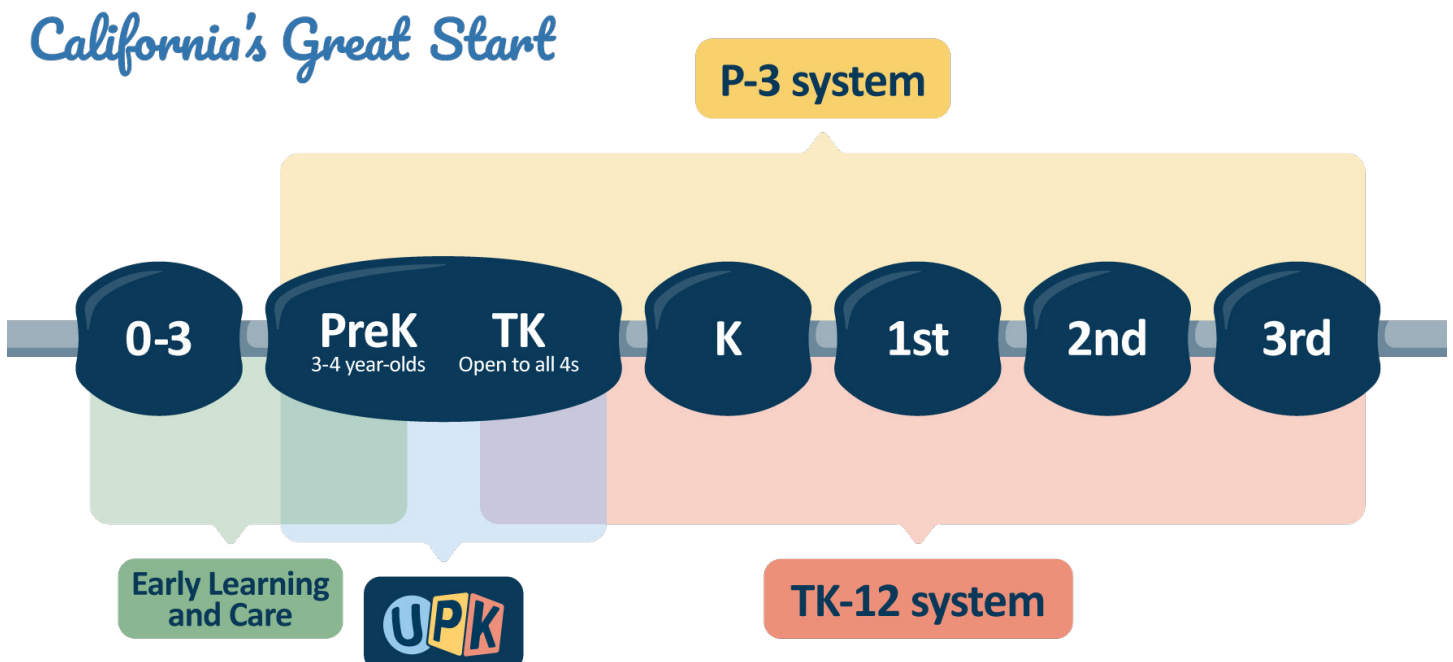 California's Great Start
P-3 system
0-3
PreK
3-4 year-olds
TK
Open to all 4s
K
1st
2nd
3rd
Early Learning
and Care
UPK
TK-12 system